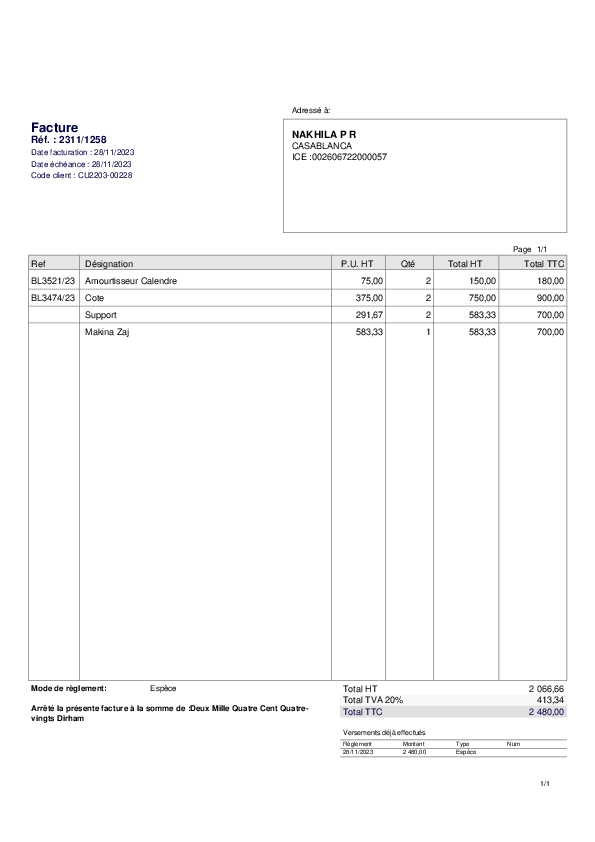 Adressé à:
Facture
Réf. : 2311/1258
Date facturation : 28/11/2023
Date échéance : 28/11/2023
Code client : CU2203-00228
NAKHILA P R
CASABLANCA
ICE :002606722000057
Page 1/1
Ref Désignation P.U. HT Qté Total HT Total TTC
BL3521/23 Amourtisseur Calendre 75,00 2 150,00 180,00
BL3474/23 Cote 375,00 2 750,00 900,00
Support 291,67 2 583,33 700,00
Makina Zaj 583,33 1 583,33 700,00
Mode de règlement: Espèce
Arrêté la présente facture à la somme de :Deux Mille Quatre Cent Quatre-
vingts Dirham
Total HT 2 066,66
Total TVA 20% 413,34
Total TTC 2 480,00
Versements déjà effectués
Règlement Montant Type Num
28/11/2023 2 480,00 Espèce
1/1